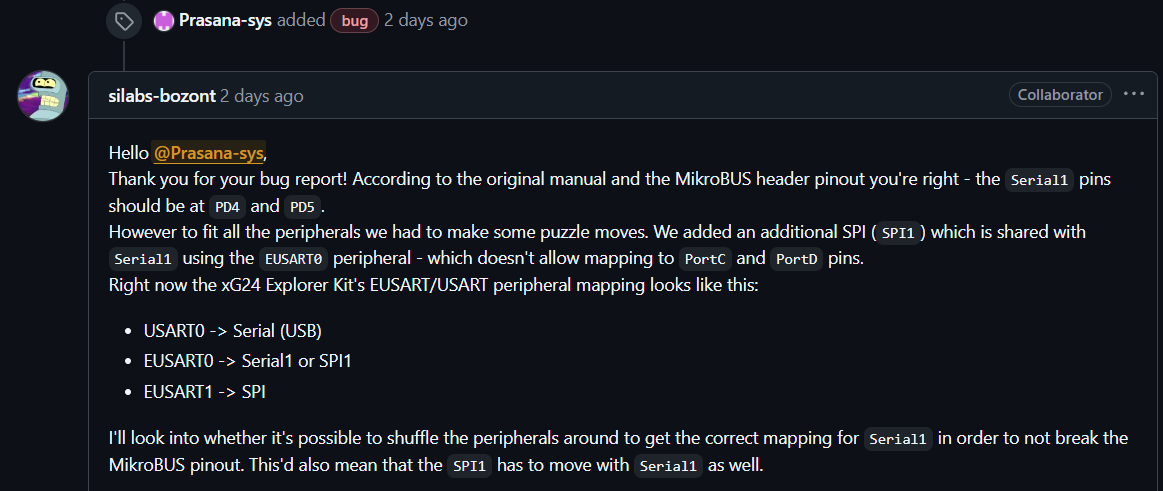 Prasana-sys added bug 2 days ago
silabs-bozont 2 days ago Collaborator
Hello @Prasana-sys,
Thank you for your bug report! According to the original manual and the MikroBUS header pinout you're right - the Serial1 pins
should be at PD4 and PD5.
However to fit all the peripherals we had to make some puzzle moves. We added an additional SPI (SPI1) which is shared with
Serial1 using the EUSART0 peripheral - which doesn't allow mapping to PortC and PortD pins.
Right now the xG24 Explorer Kit's EUSART/USART peripheral mapping looks like this:
• USART0 -> Serial (USB)
• EUSART0 -> Serial1 or SPI1
• EUSART1 -> SPI
I'll look into whether it's possible to shuffle the peripherals around to get the correct mapping for Serial1 in order to not break the
MikroBUS pinout. This'd also mean that the SPI1 has to move with Serial1 as well.